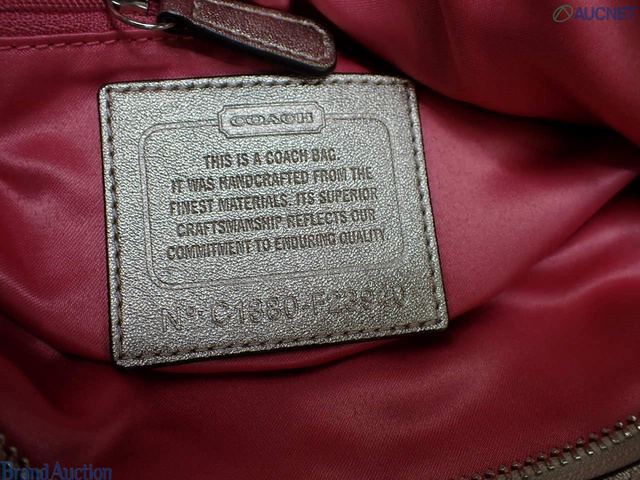 AUCNET
COACH
THIS IS A COACH BAG.
IT WAS HANDCRAFTED FROM THE
FINEST MATERIALS. ITS SUPERIOR
CRAFTSMANSHIP REFLECTS OUR
COMMITMENT TO ENDURING QUALITY
Nº
Brand Auction